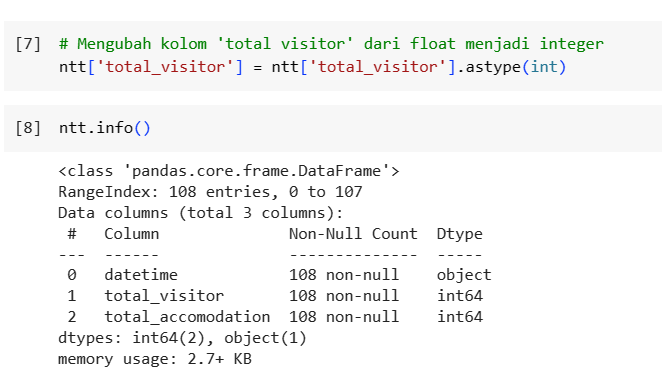 [7] # Mengubah kolom 'total visitor' dari float menjadi integer
ntt['total_visitor'] = ntt['total_visitor'].astype(int)
[8] ntt.info()
<class 'pandas.core.frame.DataFrame'>
RangeIndex: 108 entries, 0 to 107
Data columns (total 3 columns):
 #   Column             Non-Null Count  Dtype
---  ------             --------------  -----
 0   datetime           108 non-null    object
 1   total_visitor      108 non-null    int64
 2   total_accomodation 108 non-null    int64
dtypes: int64(2), object(1)
memory usage: 2.7+ KB